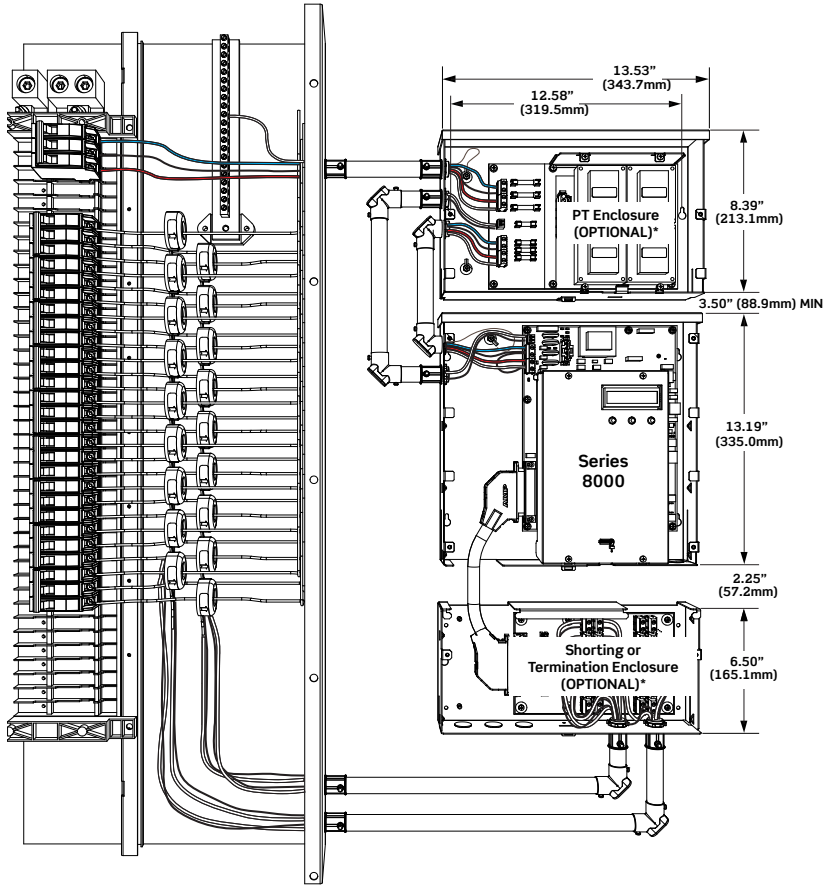 13.53”
(343.7mm)
12.58”
(319.5mm)
PT Enclosure
(OPTIONAL)*
8.39”
(213.1mm)
3.50” (88.9mm) MIN
13.19”
(335.0mm)
Series
8000
AMP
2.25”
(57.2mm)
Shorting or
Termination Enclosure
(OPTIONAL)*
6.50”
(165.1mm)